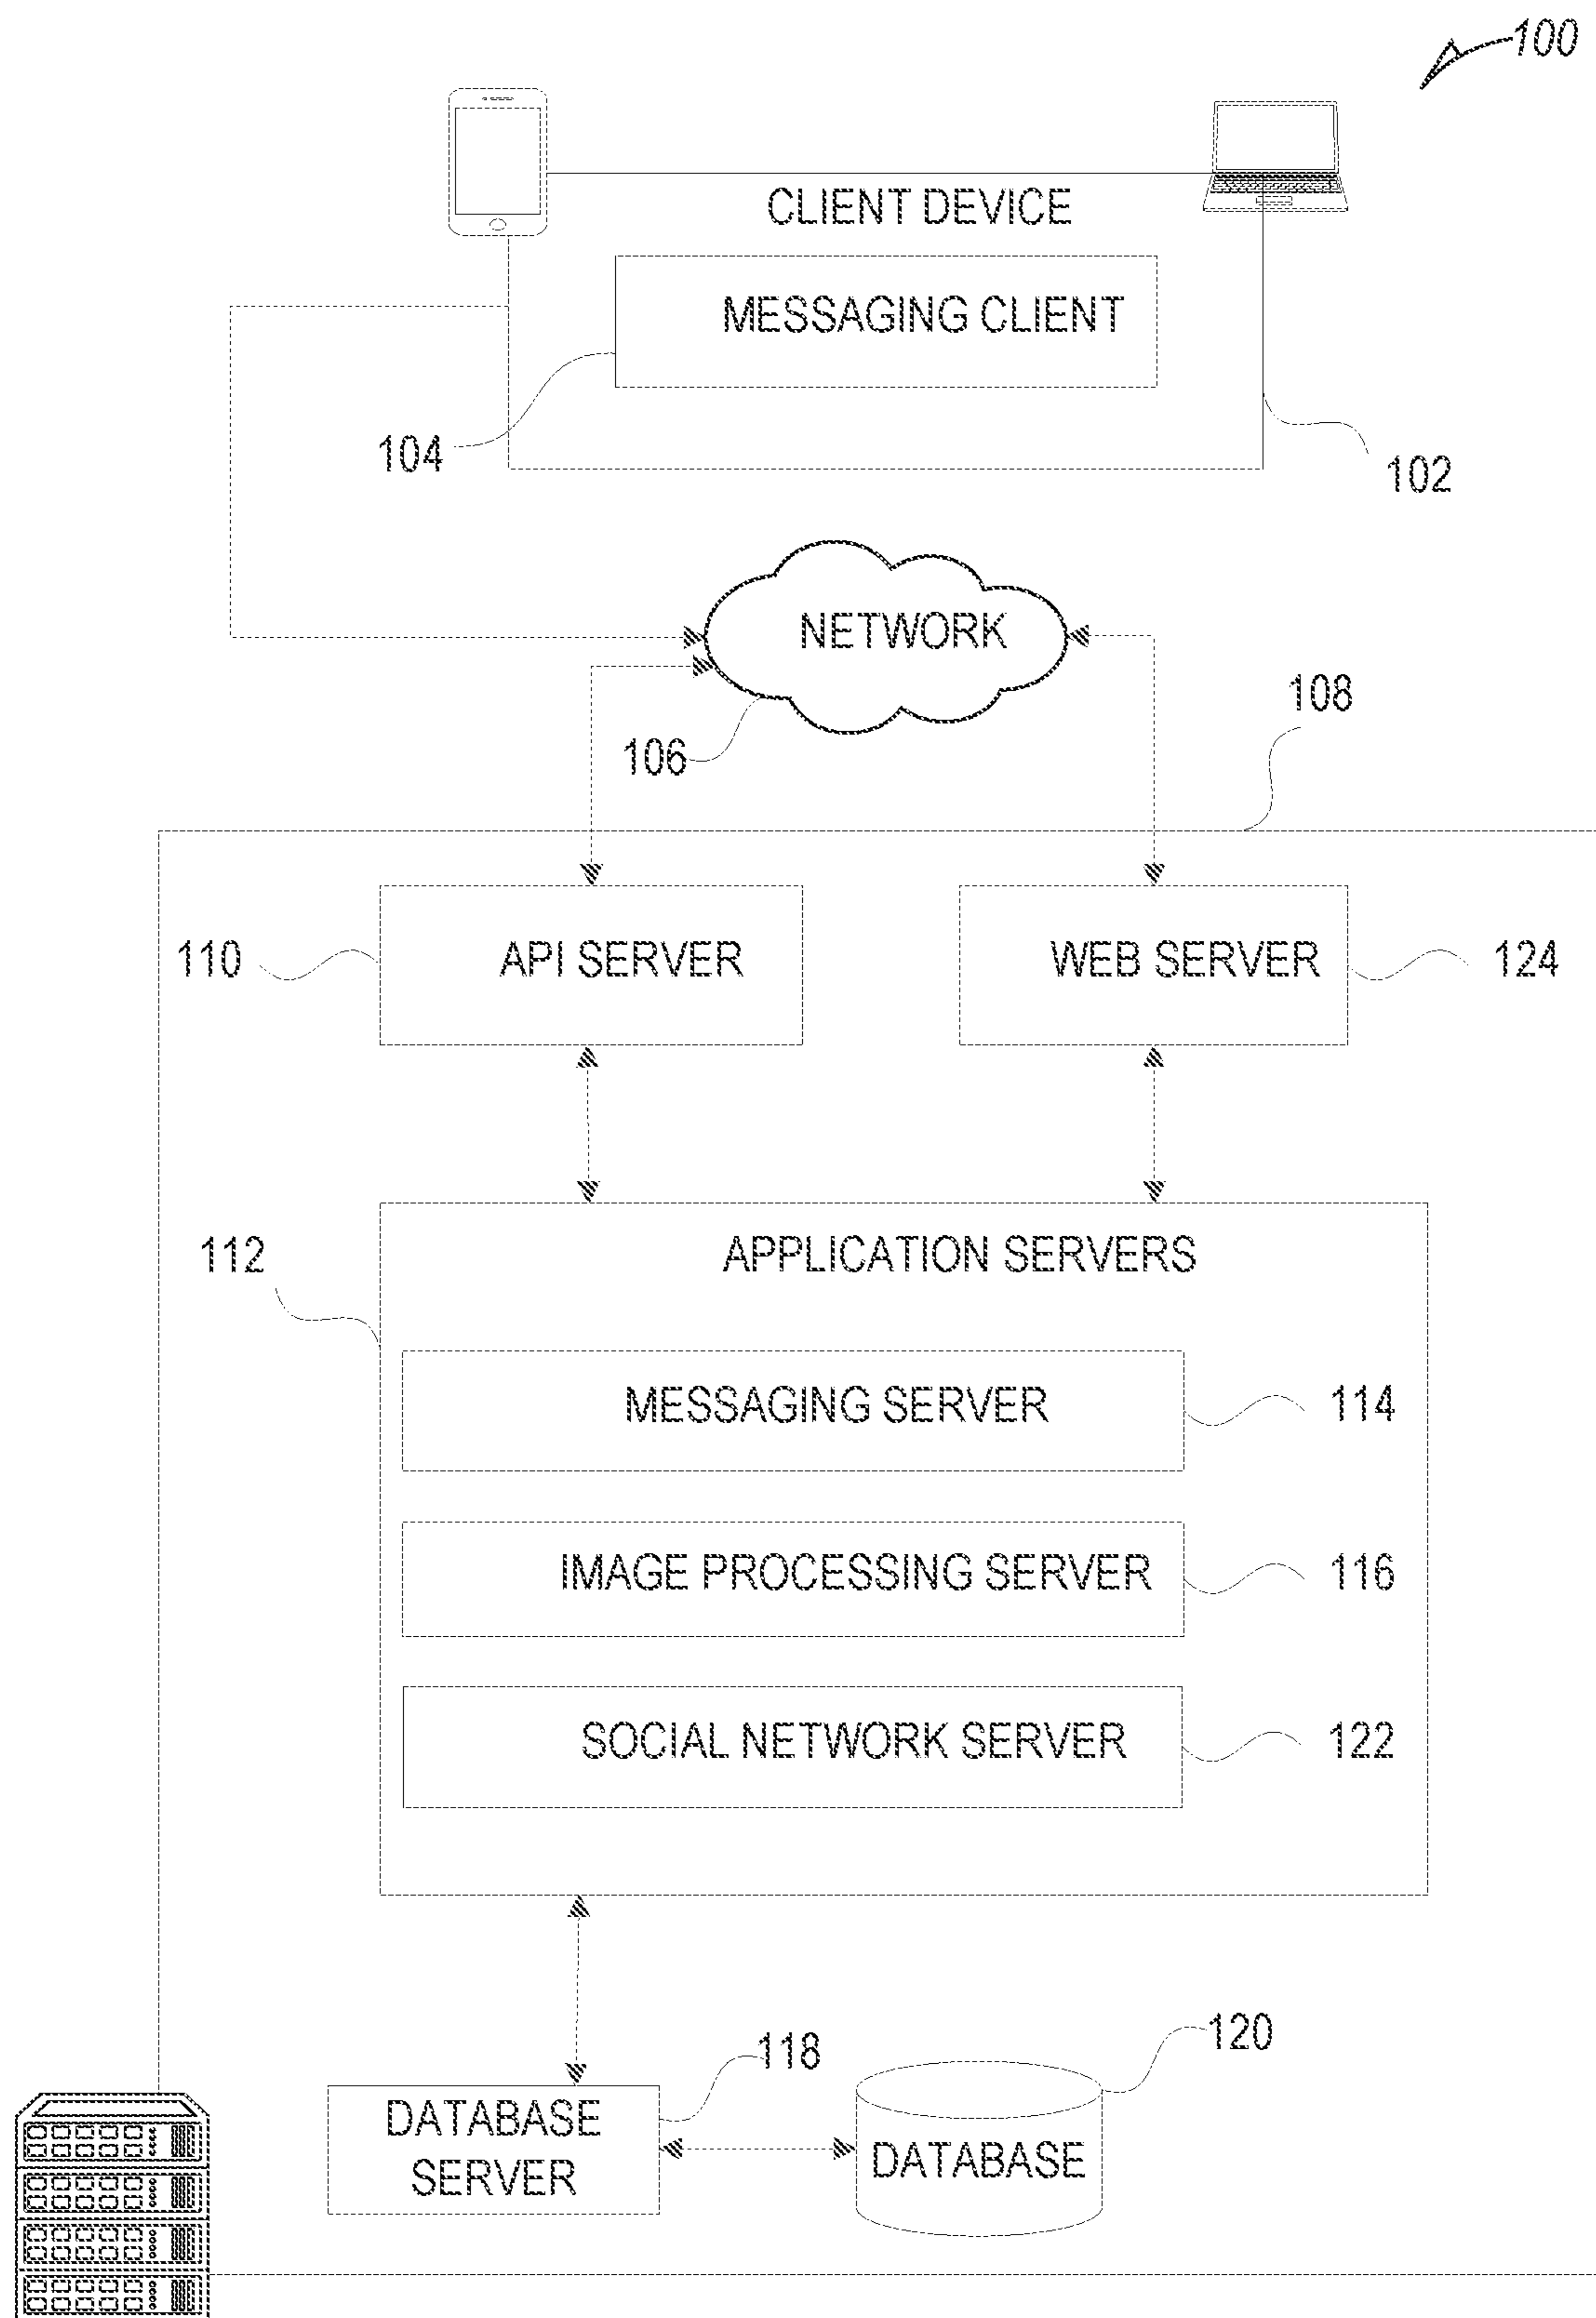 100
CLIENT DEVICE
MESSAGING CLIENT
104
102
NETWORK
106
108
110
API SERVER
WEB SERVER
124
112
APPLICATION SERVERS
MESSAGING SERVER
114
IMAGE PROCESSING SERVER
116
SOCIAL NETWORK SERVER
122
118
120
DATABASE
SERVER
DATABASE